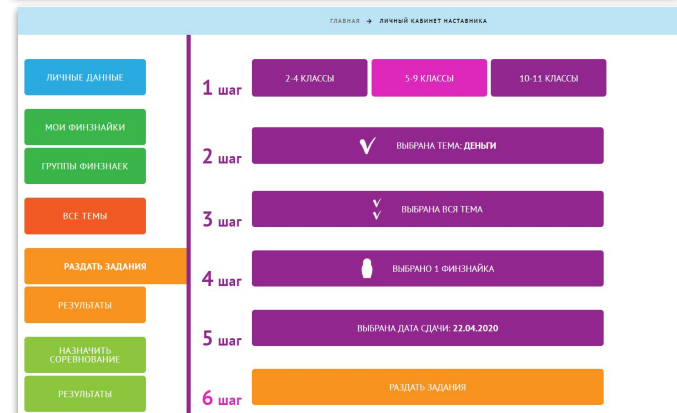 ГЛАВНАЯ → ЛИЧНЫЙ КАБИНЕТ НАСТАВНИКА
ЛИЧНЫЕ ДАННЫЕ
МОИ ФИНЗНАЙКИ
ГРУППЫ ФИНЗНАЕК
ВСЕ ТЕМЫ
РАЗДАТЬ ЗАДАНИЯ
РЕЗУЛЬТАТЫ
НАЗНАЧИТЬ
СОРЕВНОВАНИЕ
РЕЗУЛЬТАТЫ
1 шаг
2-4 КЛАССЫ
5-9 КЛАССЫ
10-11 КЛАССЫ
2 шаг
ВЫБРАНА ТЕМА: ДЕНЬГИ
3 шаг
ВЫБРАНА ВСЯ ТЕМА
4 шаг
ВЫБРАНО 1 ФИНЗНАЙКА
5 шаг
ВЫБРАНА ДАТА СДАЧИ: 22.04.2020
6 шаг
РАЗДАТЬ ЗАДАНИЯ